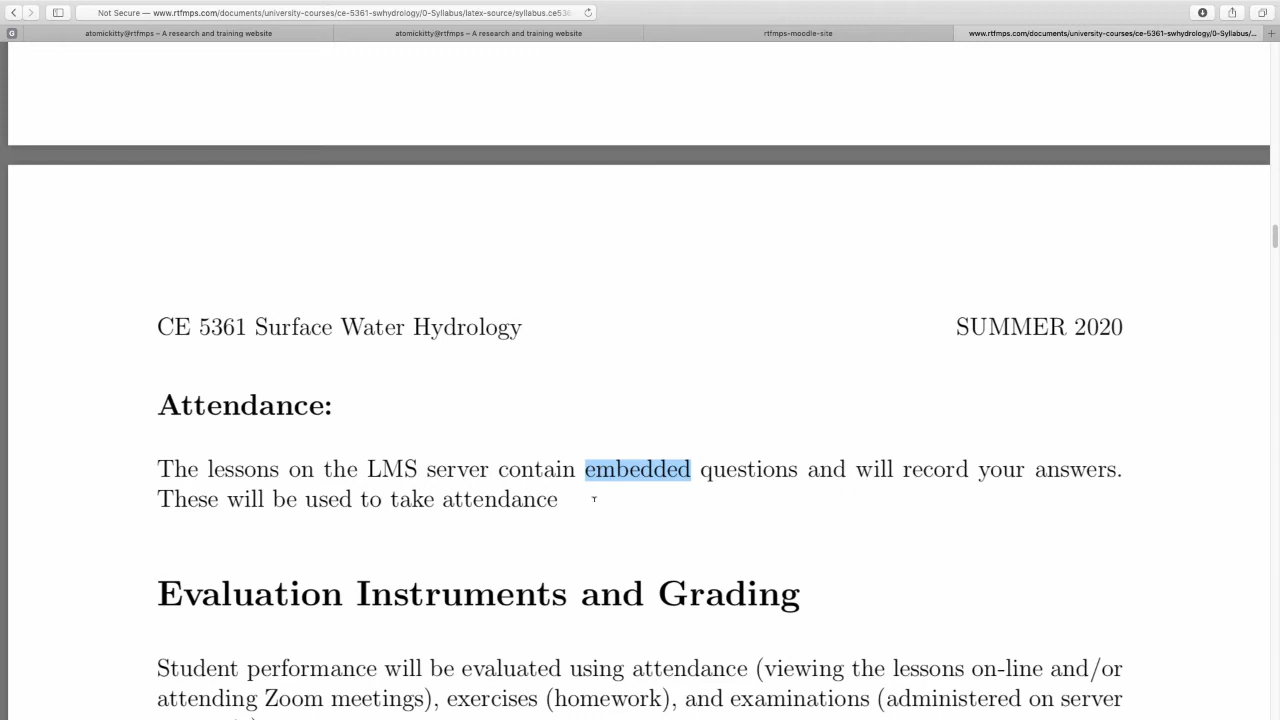 Not Secure — www.rtfmps.com/documents/university-courses/ce-5361-swhydrology/0-Syllabus/latex-source/syllabus.ce53
G atomickitty@rtfmps – A research and training website atomickitty@rtfmps – A research and training website rtfmps-moodle-site www.rtfmps.com/documents/university-courses/ce-5361-swhydrology/0-Syllabus/...
CE 5361 Surface Water Hydrology SUMMER 2020
Attendance:
The lessons on the LMS server contain embedded questions and will record your answers.
These will be used to take attendance
Evaluation Instruments and Grading
Student performance will be evaluated using attendance (viewing the lessons on-line and/or
attending Zoom meetings), exercises (homework), and examinations (administered on server